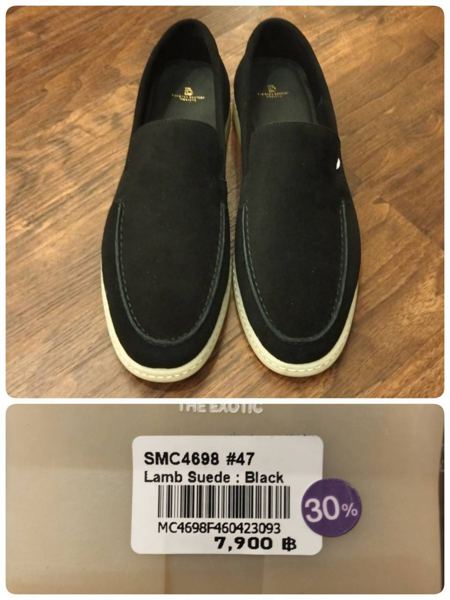 THE EXOTIC
SMC4698 #47
Lamb Suede : Black
MC4698F460423093
7,900 ฿
30%